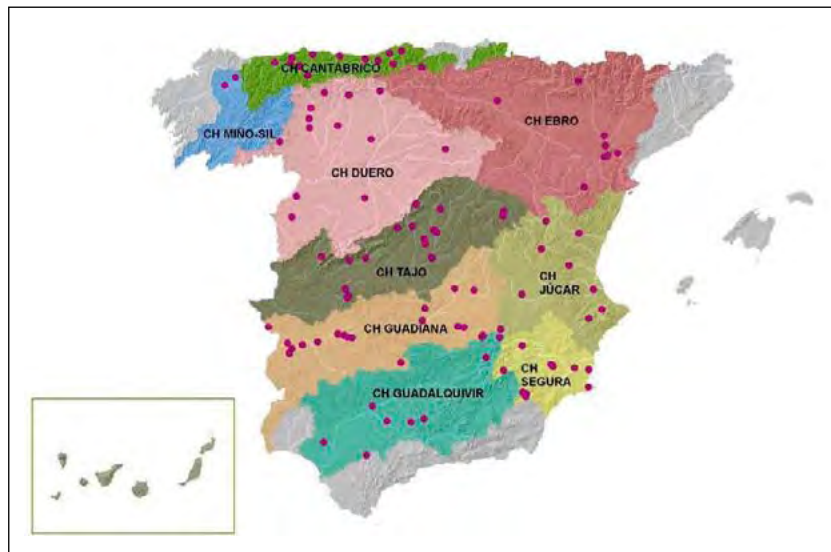 CH CANTÁBRICO
CH MIÑO-SIL
CH EBRO
CH DUERO
CH TAJO
CH
JÚCAR
CH GUADIANA
CH
SEGURA
CH GUADALQUIVIR